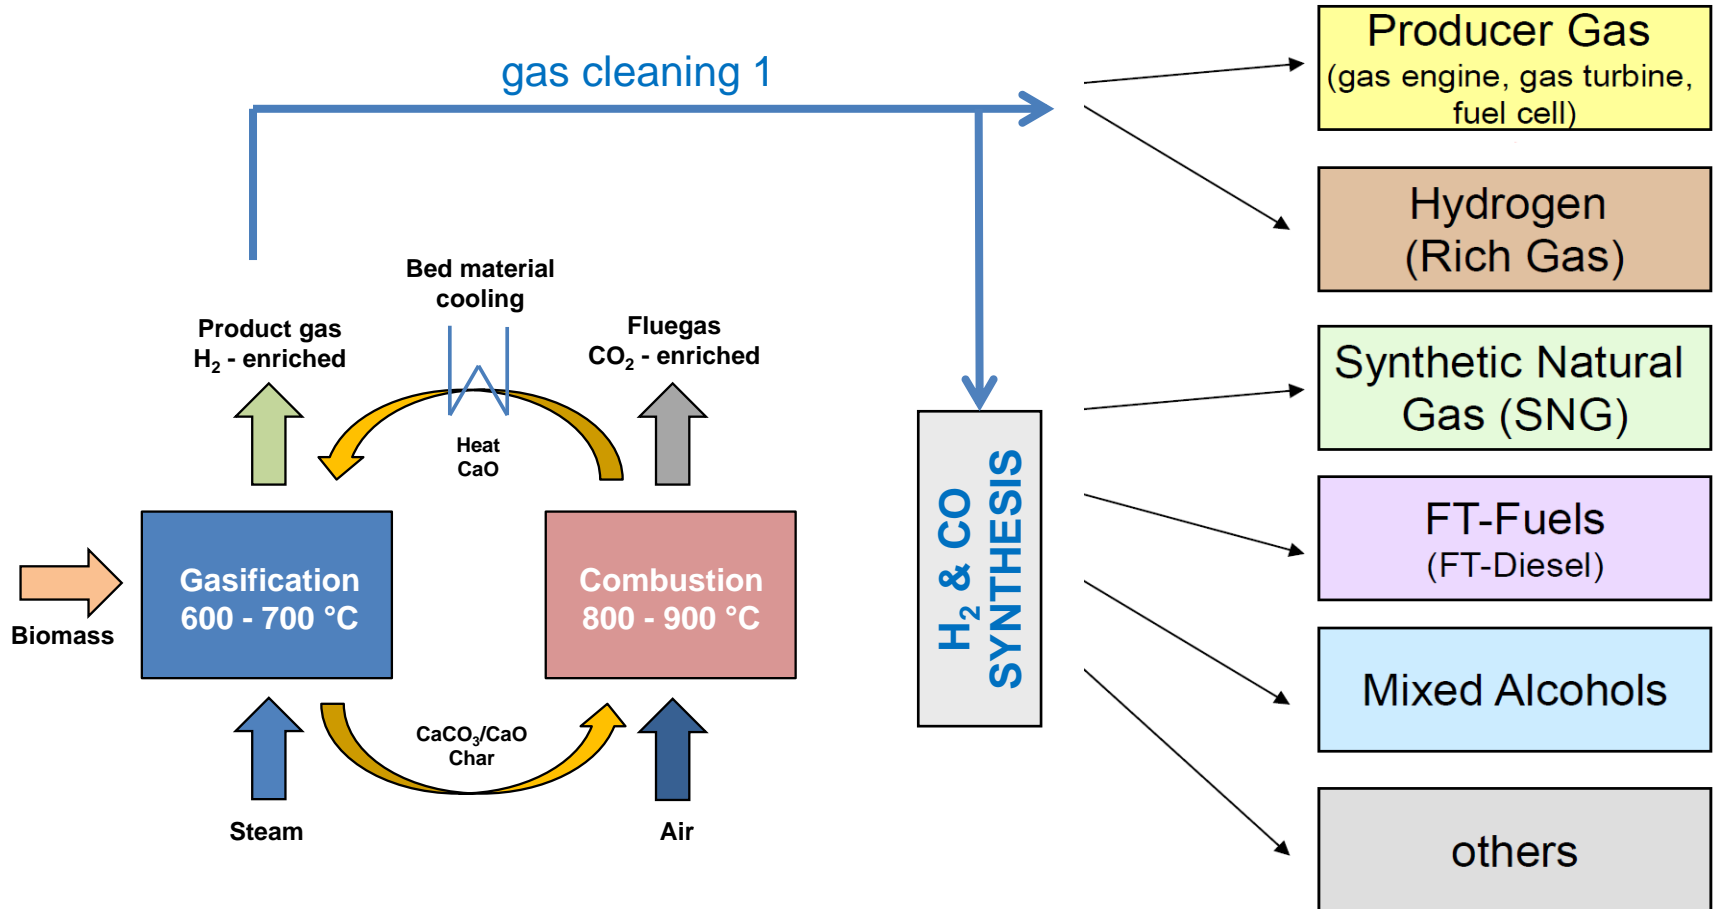 gas cleaning 1
Bed material
cooling
Product gas
H₂ - enriched
Fluegas
CO₂ - enriched
Heat
CaO
Gasification
600 - 700 °C
Combustion
800 - 900 °C
Biomass
CaCO₃/CaO
Char
Steam
Air
H₂ & CO
SYNTHESIS
Producer Gas
(gas engine, gas turbine,
fuel cell)
Hydrogen
(Rich Gas)
Synthetic Natural
Gas (SNG)
FT-Fuels
(FT-Diesel)
Mixed Alcohols
others